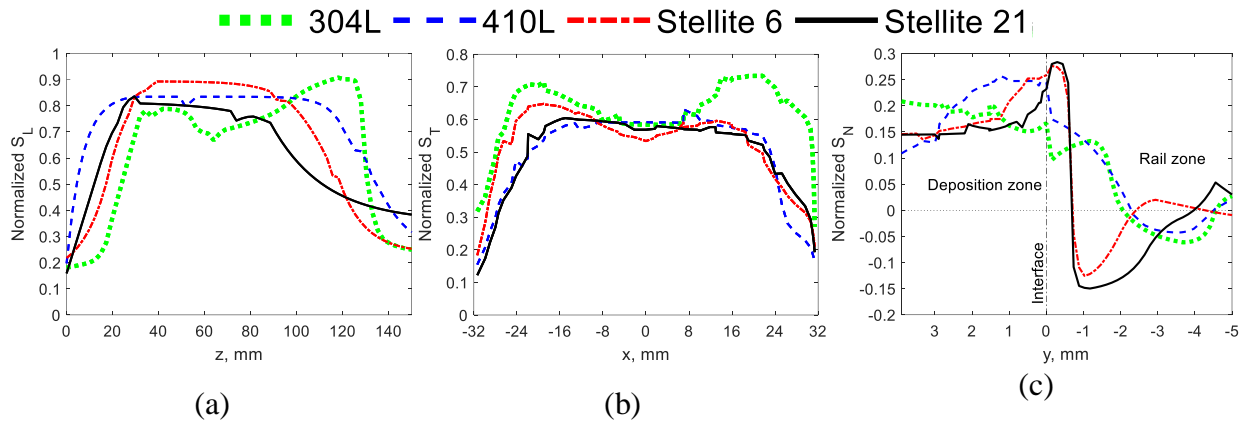 304L 410L Stellite 6 Stellite 21
Normalized S_L
1
0.9
0.8
0.7
0.6
0.5
0.4
0.3
0.2
0.1
0
0 20 40 60 80 100 120 140
z, mm
(a)
Normalized S_T
0.8
0.7
0.6
0.5
0.4
0.3
0.2
0.1
0
-32 -24 -16 -8 0 8 16 24 32
x, mm
(b)
Normalized S_N
0.3
0.25
0.2
0.15
0.1
0.05
0
-0.05
-0.1
-0.15
-0.2
Rail zone
Deposition zone
Interface
3 2 1 0 -1 -2 -3 -4 -5
y, mm
(c)